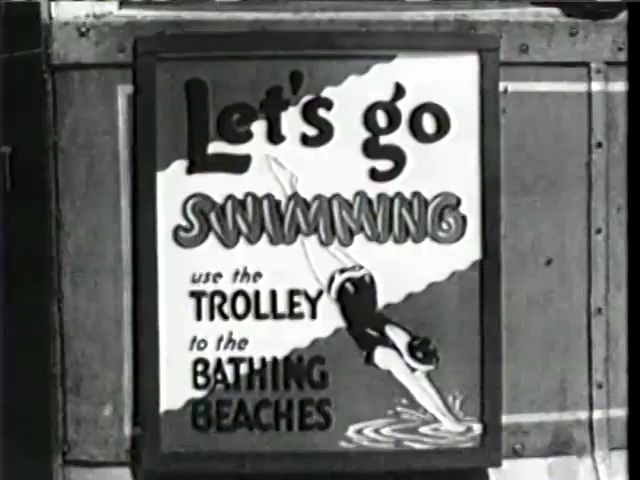 Let's go
SWIMMING
use the
TROLLEY
to the
BATHING
BEACHES